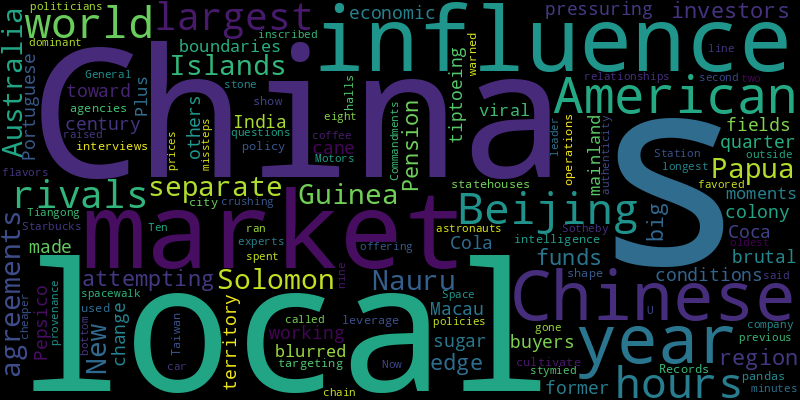 politicians
world
largest
inscribed
economic
pressuring
investors
dominant
influence
line
boundaries
Australia
Portuguese
General
stone
Islands
toward
Plus
agencies
century
others
raised
interviews
prices
missteps
show
India
questions
policy
cane
coffee
Motors
halls
eight
Commandments
Pension
tiptoeing
warned
viral
relationships
second
two
American
leader
operations
mainland
authenticity
fields
quarter
Station
outside
longest
Papua
favored
China
S
flavors
rivals
separate
Guinea
statehouses
Beijing
moments
colony
Tiangong
Starbucks
city
crushing
market
Ten
ran
experts
spent
offering
astronauts
Cola
intelligence
Sotheby
big
Coca
oldest
funds
brutal
agreements
made
attempting
Solomon
Nauru
conditions
said
shape
region
spacewalk
used
provenance
cheaper
Pepsico
New
bottom
change
Taiwan
car
territory
called
working
blurred
targeting
nine
leverage
Now
Macau
Space
policies
sugar
edge
Chinese
U
company
gone
buyers
year
previous
cultivate
stymied
Records
pandas
former
hours
minutes
chain
local